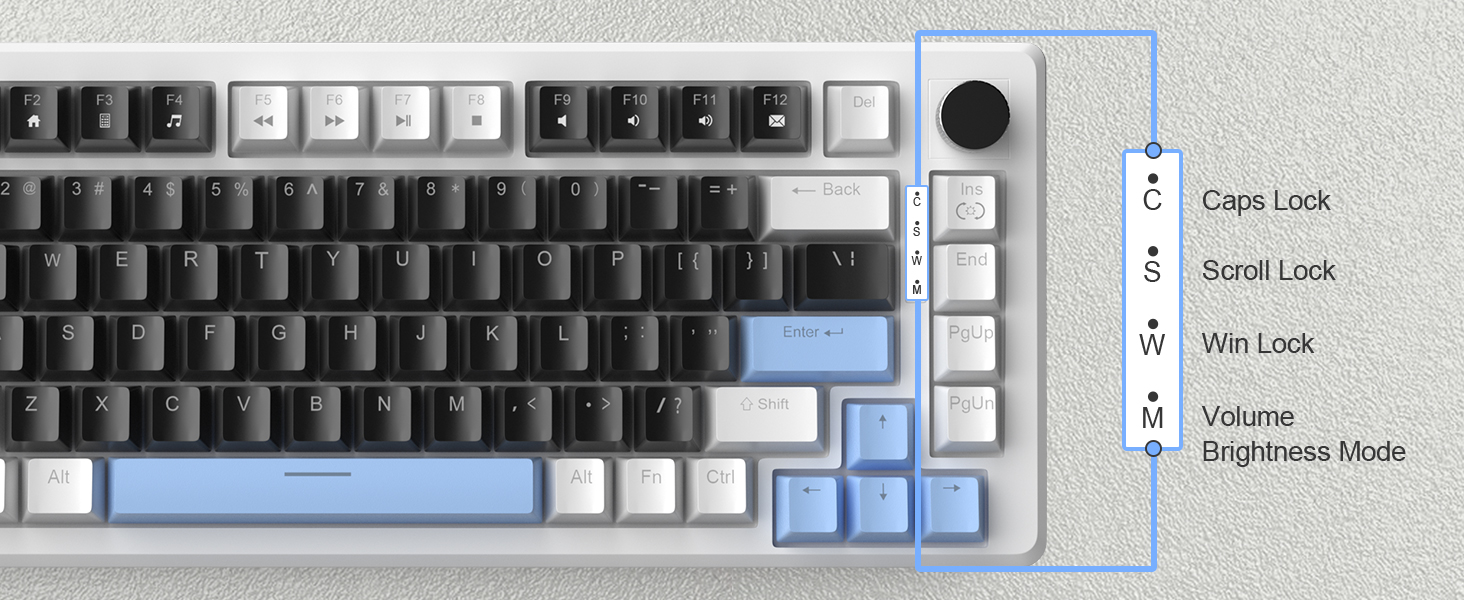 F2 F3 F4 F5 F6 F7 F8 F9 F10 F11 F12 Del
2 @ 3 # 4 $ 5 % 6 ^ 7 & 8 * 9 ( 0 ) -– = + ← Back Ins
W E R T Y U I O P [ { } ] \ ¦ End
S D F G H J K L ; : ' " Enter ↵ PgUp
Z X C V B N M , < . > / ? ⇧ Shift PgUn
Alt Alt Fn Ctrl
↑
← ↓ →
C
S
W
M
C Caps Lock
S Scroll Lock
W Win Lock
M Volume
Brightness Mode